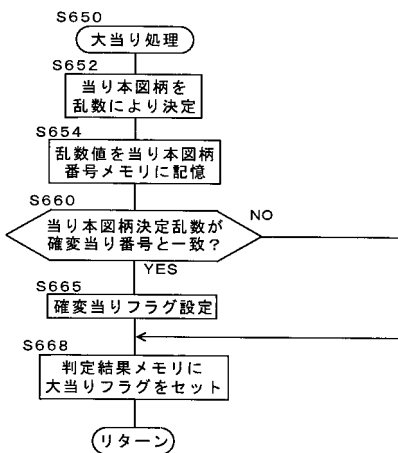 S650
大当り処理
S652
当り本図柄を
乱数により決定
S654
乱数値を当り本図柄
番号メモリに記憶
S660
当り本図柄決定乱数が
確変当り番号と一致？
NO
YES
S665
確変当りフラグ設定
S668
判定結果メモリに
大当りフラグをセット
リターン